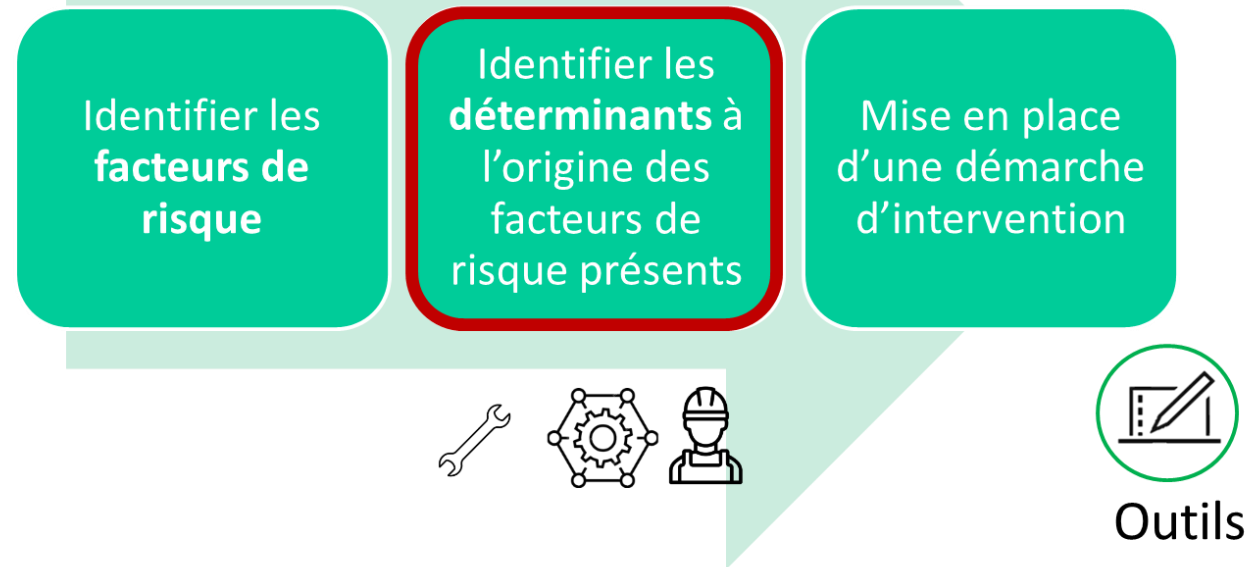 Identifier les
facteurs de
risque
Identifier les
déterminants à
l’origine des
facteurs de
risque présents
Mise en place
d’une démarche
d’intervention
Outils